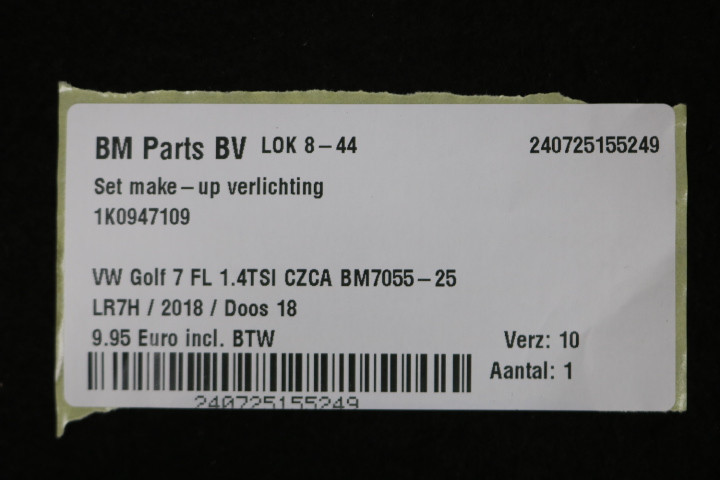 BM Parts BV LOK 8-44 240725155249
Set make-up verlichting
1K0947109
VW Golf 7 FL 1.4TSI CZCA BM7055-25
LR7H / 2018 / Doos 18
9.95 Euro incl. BTW Verz: 10
Aantal: 1
240725155249